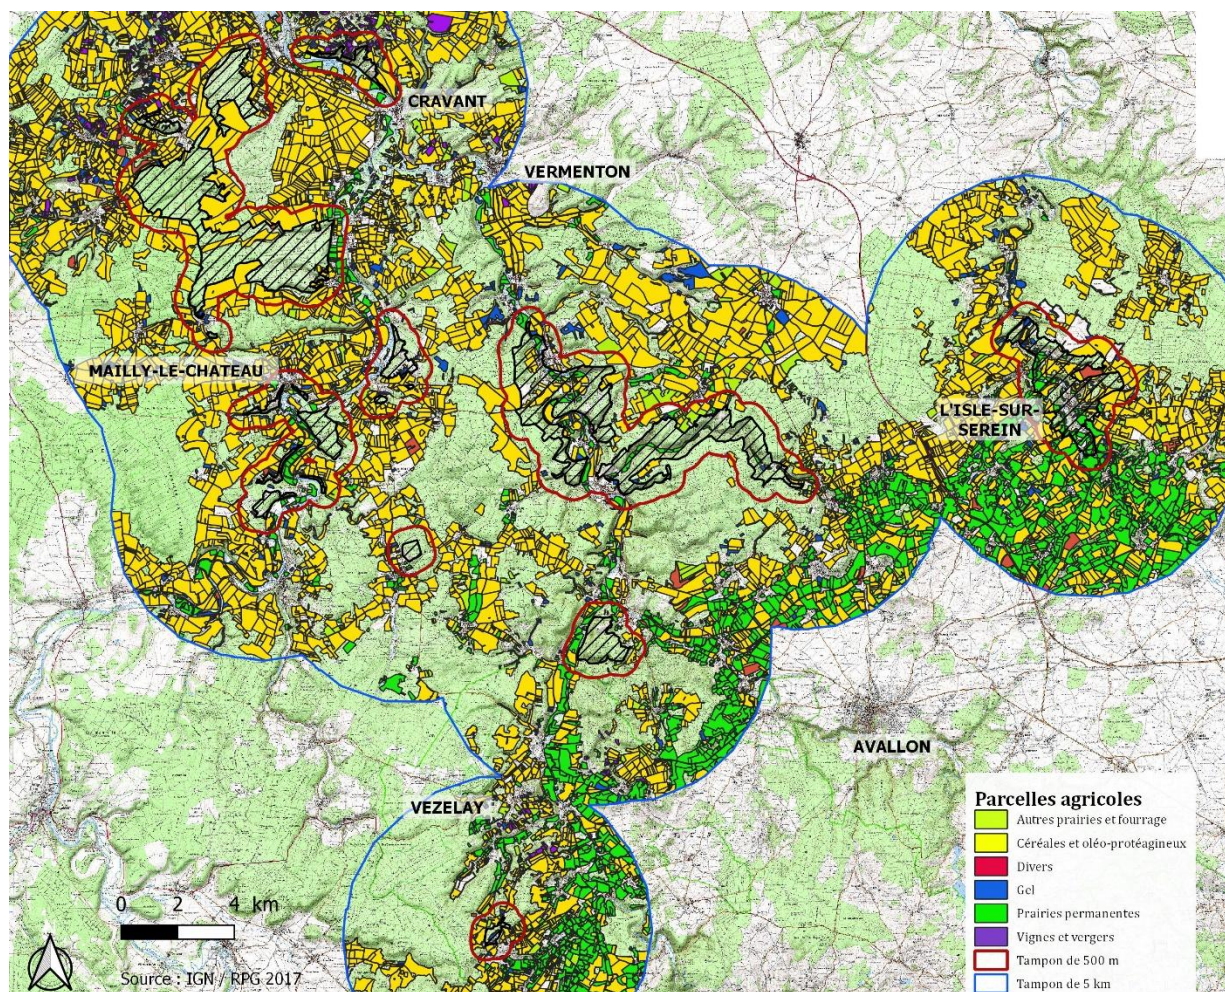 CRAVANT
VERMENTON
MAILLY-LE-CHATEAU
L'ISLE-SUR-
SEREIN
AVALLON
VEZELAY
Parcelles agricoles
Autres prairies et fourrage
Céréales et oléo-protéagineux
Divers
Gel
Prairies permanentes
Vignes et vergers
Tampon de 500 m
Tampon de 5 km
0 2 4 km
Source : IGN / RPG 2017